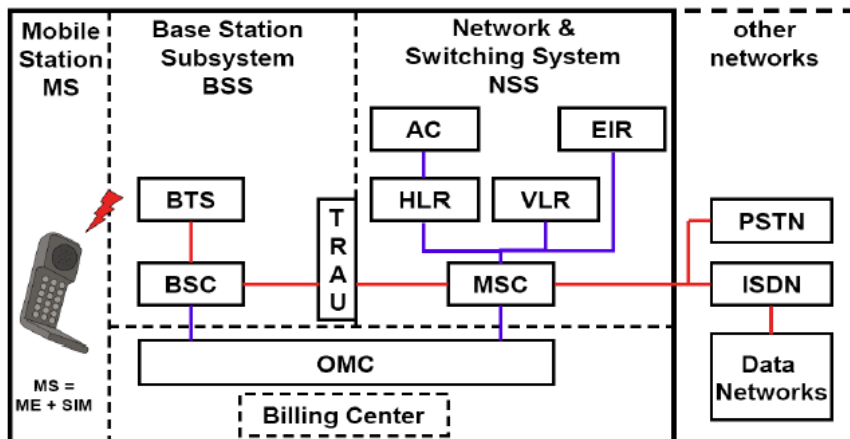 Mobile
Station
MS
Base Station
Subsystem
BSS
Network &
Switching System
NSS
other
networks
AC
EIR
BTS
HLR
VLR
PSTN
T
R
A
U
BSC
MSC
ISDN
OMC
Data
Networks
MS =
ME + SIM
Billing Center